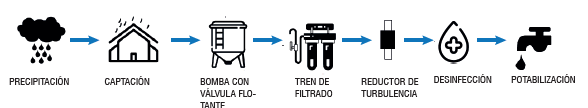 PRECIPITACIÓN
CAPTACIÓN
BOMBA CON
VÁLVULA FLO-
TANTE
TREN DE
FILTRADO
REDUCTOR DE
TURBULENCIA
DESINFECCIÓN
POTABILIZACIÓN